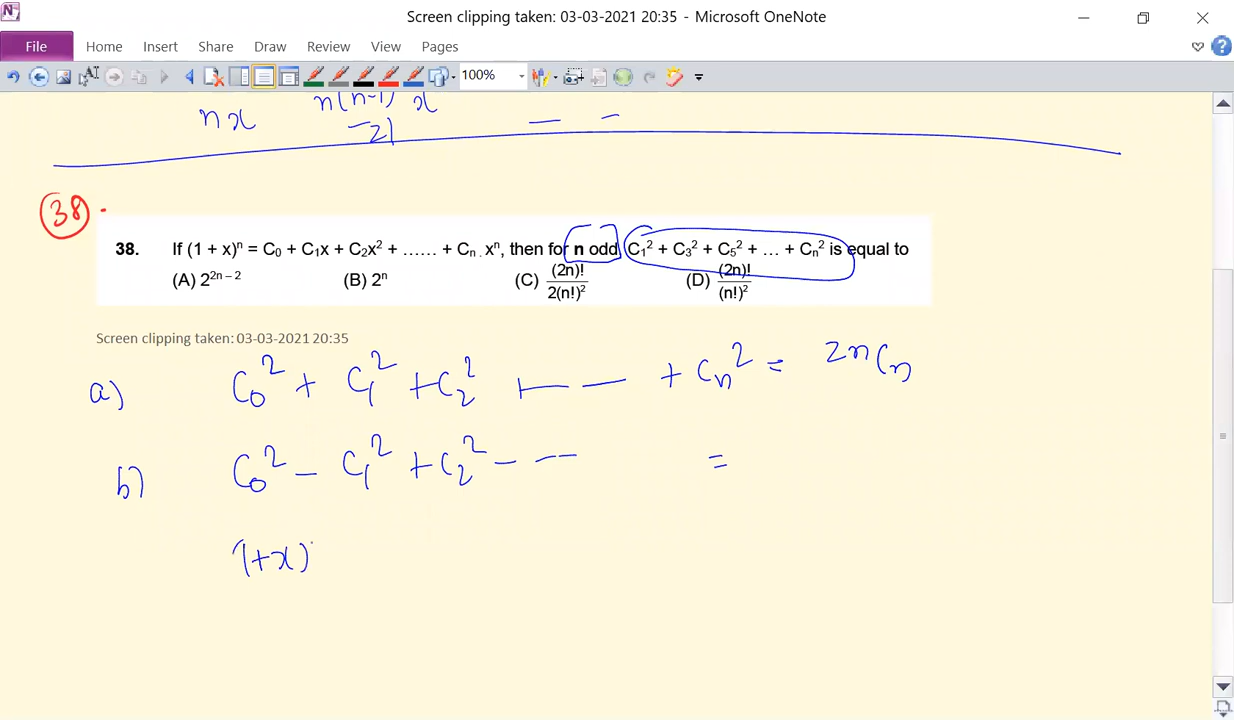 Screen clipping taken: 03-03-2021 20:35 - Microsoft OneNote
File Home Insert Share Draw Review View Pages
100%
nx n(n-1) x
2! — –
38.
38. If (1 + x)ⁿ = C₀ + C₁x + C₂x² + ...... + Cₙ . xⁿ, then for n odd C₁² + C₃² + C₅² + ... + Cₙ² is equal to
(A) 2²ⁿ⁻² (B) 2ⁿ (C) (2n)!/2(n!)² (D) (2n)!/(n!)²
Screen clipping taken: 03-03-2021 20:35
a) C₀² + C₁² + C₂² + — — + Cₙ² = 2nCₙ
b) C₀² - C₁² + C₂² - - - =
(1+x)